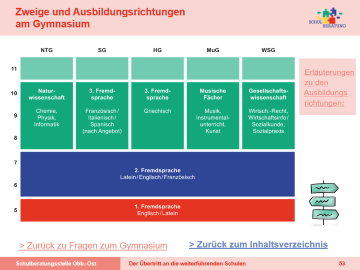 Zweige und Ausbildungsrichtungen
am Gymnasium
SCHUL
BERATUNG
NTG SG HG MuG WSG
11
10
9
8
7
6
5
Natur-
wissenschaft
Chemie,
Physik,
Informatik
3. Fremd-
sprache
Französisch /
Italienisch /
Spanisch
(nach Angebot)
3. Fremd-
sprache
Griechisch
Musische
Fächer
Musik,
Instrumental-
unterricht,
Kunst
Gesellschafts-
wissenschaft
Wirtsch.-Recht,
Wirtschaftsinfo /
Sozialkunde,
Sozialpraxis
2. Fremdsprache
Latein / Englisch / Französisch
1. Fremdsprache
Englisch / Latein
Erläuterungen
zu den
Ausbildungs
richtungen:
> Zurück zu Fragen zum Gymnasium
> Zurück zum Inhaltsverzeichnis
Schulberatungsstelle Obb.-Ost
Der Übertritt an die weiterführenden Schulen
53